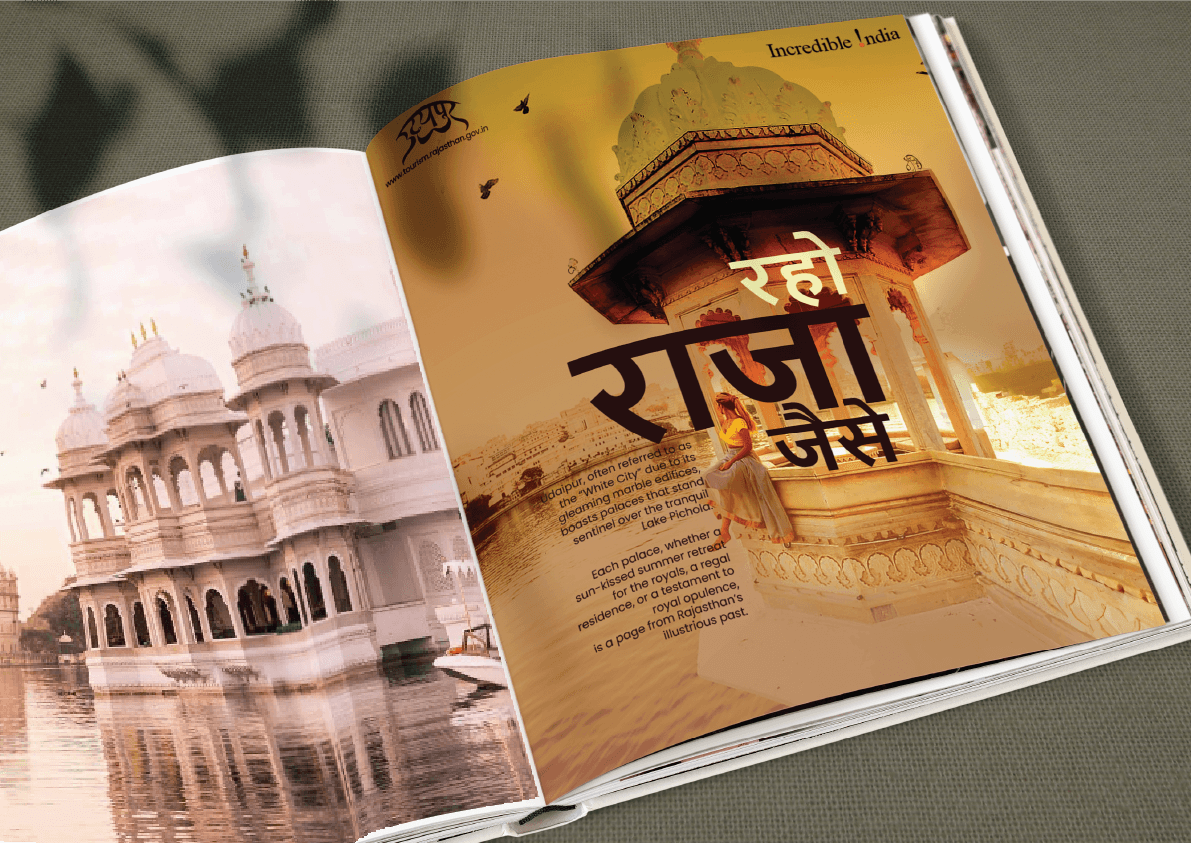 Incredible !ndia
उदयपुर
www.tourism.rajasthan.gov.in
रहो
राजा
जैसे
Udaipur, often referred to as
the "White City" due to its
gleaming marble edifices,
boasts palaces that stand
sentinel over the tranquil
Lake Pichola.
Each palace, whether a
sun-kissed summer retreat
for the royals, a regal
residence, or a testament to
royal opulence,
is a page from Rajasthan's
illustrious past.